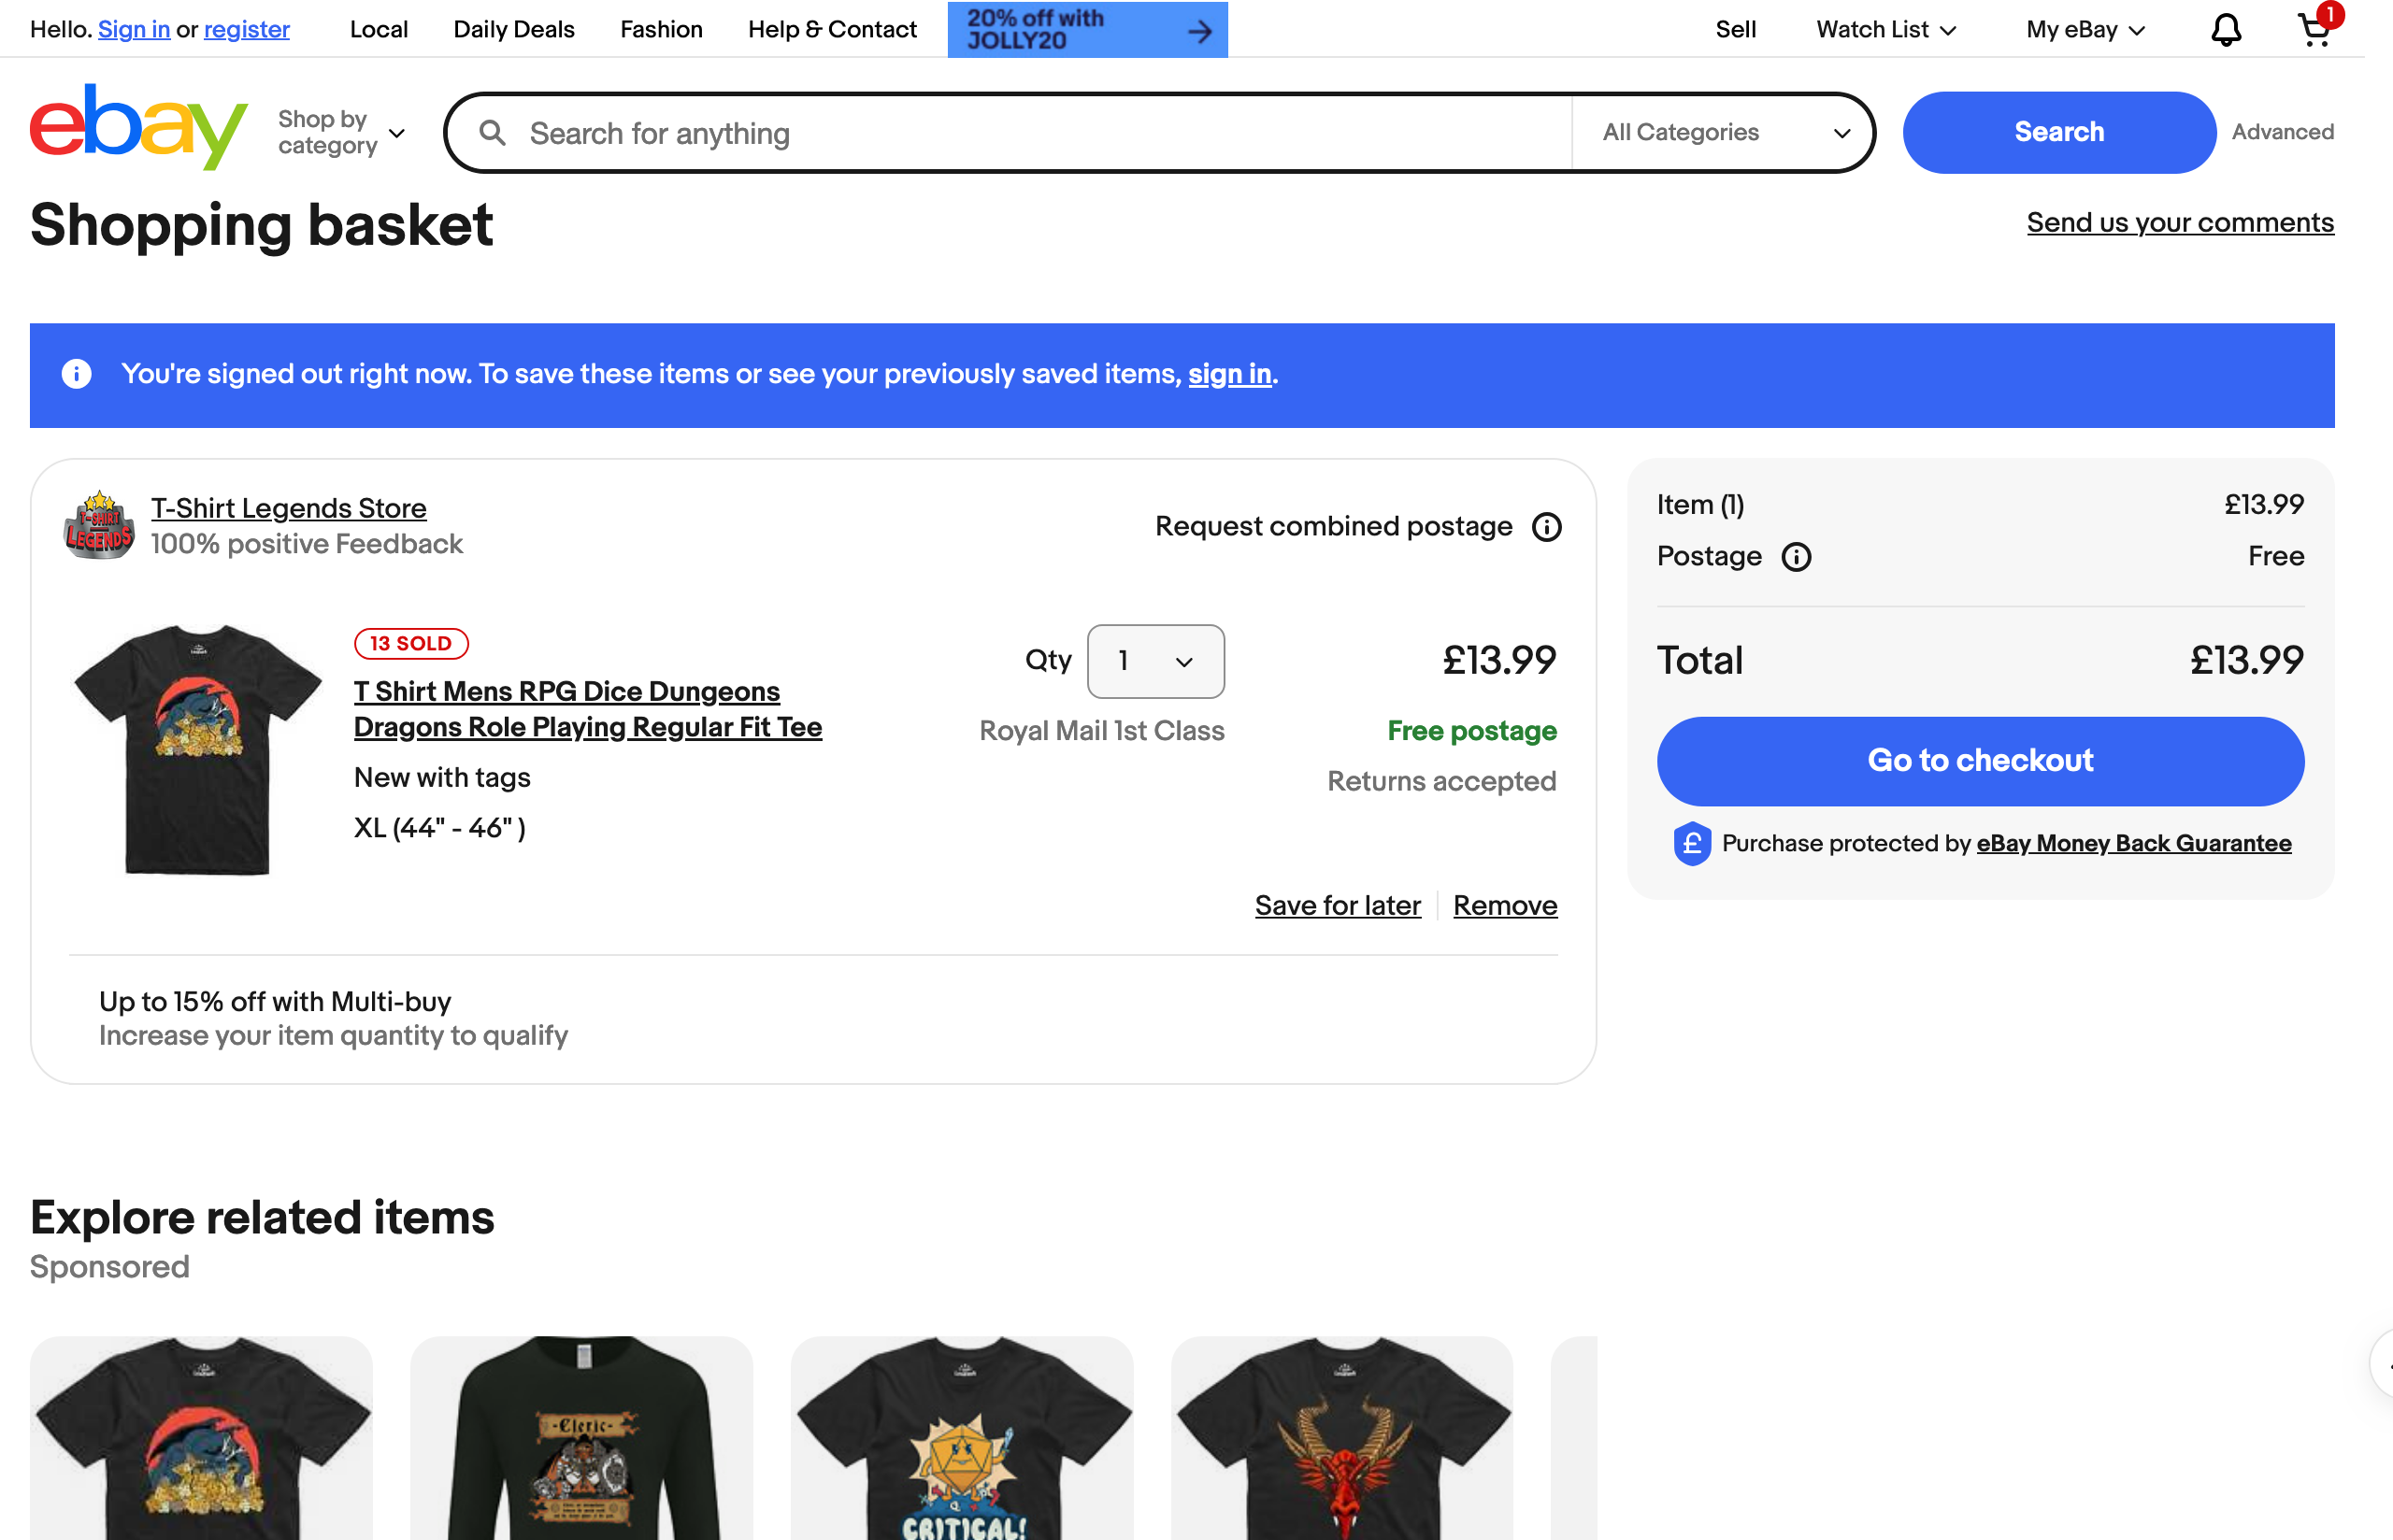 Hello. Sign in or register
Local
Daily Deals
Fashion
Help & Contact
20% off with
JOLLY20
Sell
Watch List
My eBay
1
ebay
Shop by
category
Search for anything
All Categories
Search
Advanced
Shopping basket
Send us your comments
You're signed out right now. To save these items or see your previously saved items, sign in.
T-SHIRT
LEGENDS
T-Shirt Legends Store
100% positive Feedback
Request combined postage
13 SOLD
T Shirt Mens RPG Dice Dungeons
Dragons Role Playing Regular Fit Tee
New with tags
XL (44" - 46" )
Qty
1
£13.99
Royal Mail 1st Class
Free postage
Returns accepted
Save for later
Remove
Up to 15% off with Multi-buy
Increase your item quantity to qualify
Item (1)
£13.99
Postage
Free
Total
£13.99
Go to checkout
£
Purchase protected by eBay Money Back Guarantee
Explore related items
Sponsored
-Cleric-
CRITICAL!